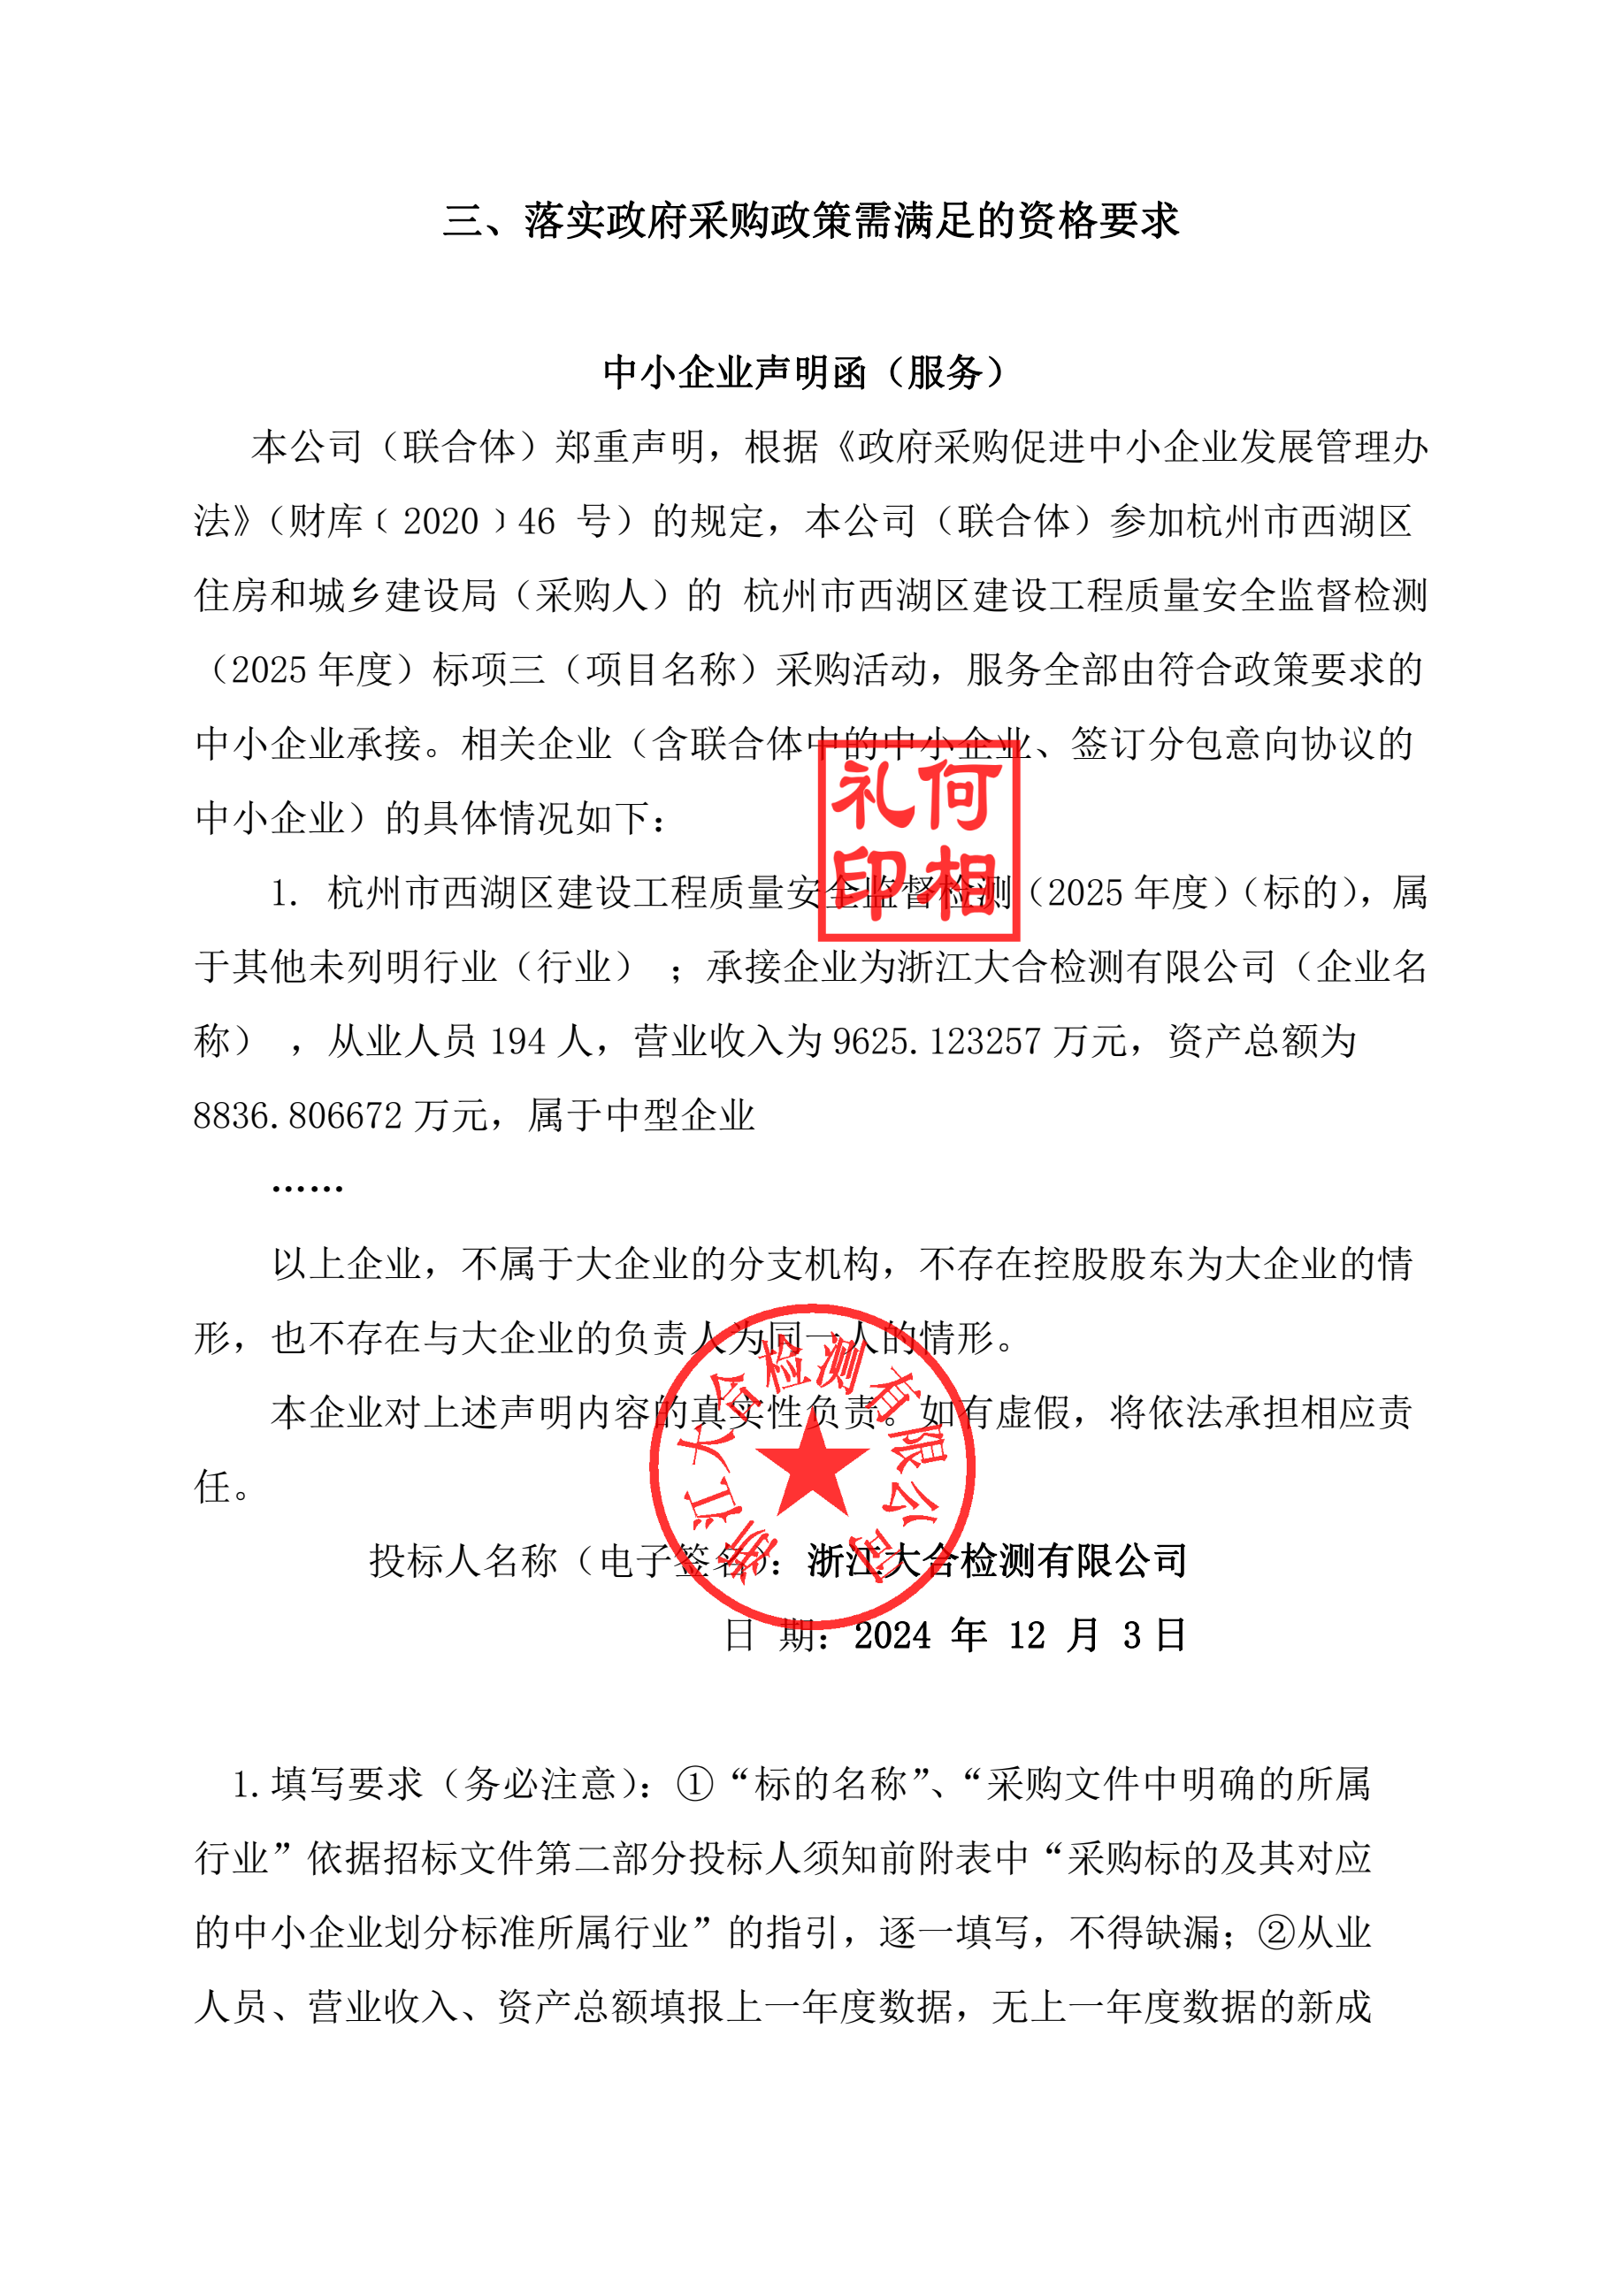 三、落实政府采购政策需满足的资格要求
中小企业声明函（服务）
本公司（联合体）郑重声明，根据《政府采购促进中小企业发展管理办
法》（财库﹝2020﹞46 号）的规定，本公司（联合体）参加杭州市西湖区
住房和城乡建设局（采购人）的 杭州市西湖区建设工程质量安全监督检测
（2025 年度）标项三（项目名称）采购活动，服务全部由符合政策要求的
中小企业承接。相关企业（含联合体中的中小企业、签订分包意向协议的
中小企业）的具体情况如下：
何相
礼印
1. 杭州市西湖区建设工程质量安全监督检测（2025 年度）（标的），属
于其他未列明行业（行业） ；承接企业为浙江大合检测有限公司（企业名
称） ，从业人员 194 人，营业收入为 9625.123257 万元，资产总额为
8836.806672 万元，属于中型企业
……
以上企业，不属于大企业的分支机构，不存在控股股东为大企业的情
形，也不存在与大企业的负责人为同一人的情形。
本企业对上述声明内容的真实性负责。如有虚假，将依法承担相应责
任。
浙江大合检测有限公司
投标人名称（电子签名）：浙江大合检测有限公司
日 期：2024 年 12 月 3 日
1.填写要求（务必注意）：①“标的名称”、“采购文件中明确的所属
行业”依据招标文件第二部分投标人须知前附表中“采购标的及其对应
的中小企业划分标准所属行业”的指引，逐一填写，不得缺漏；②从业
人员、营业收入、资产总额填报上一年度数据，无上一年度数据的新成